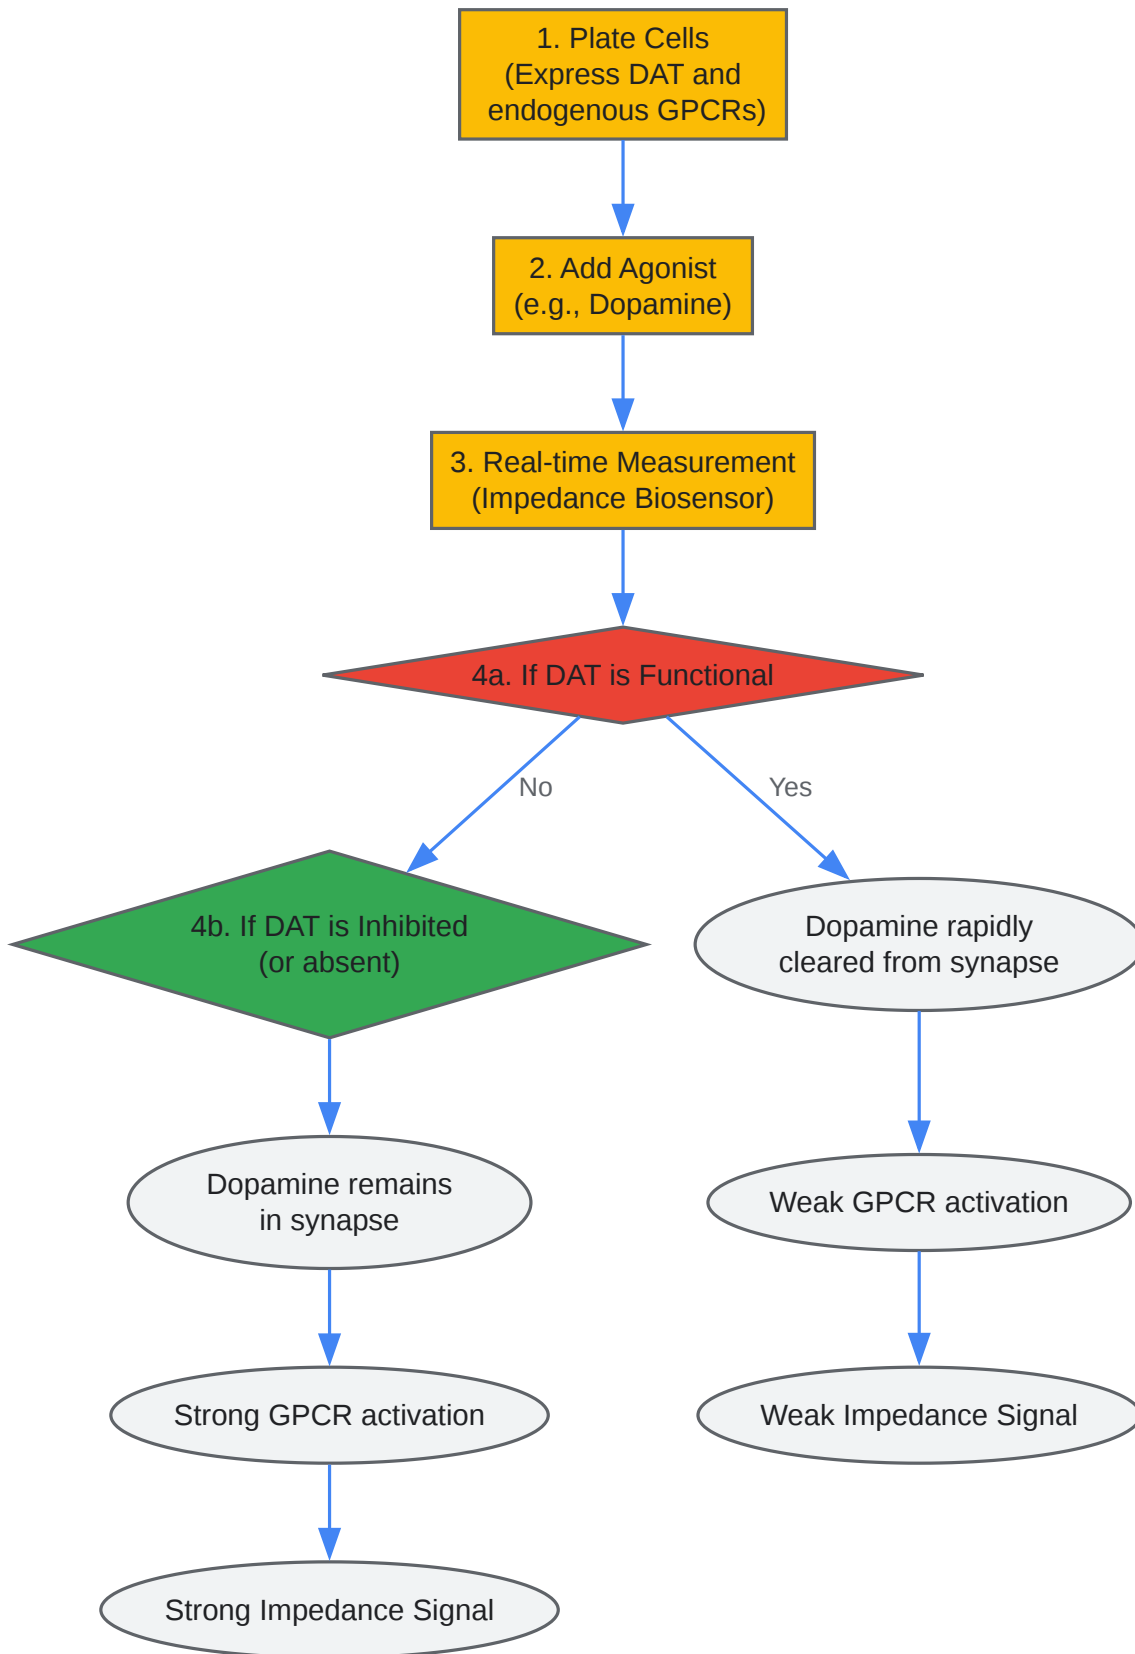 1. Plate Cells
(Express DAT and
endogenous GPCRs)
2. Add Agonist
(e.g., Dopamine)
3. Real-time Measurement
(Impedance Biosensor)
4a. If DAT is Functional
No
Yes
4b. If DAT is Inhibited
(or absent)
Dopamine rapidly
cleared from synapse
Dopamine remains
in synapse
Weak GPCR activation
Strong GPCR activation
Weak Impedance Signal
Strong Impedance Signal